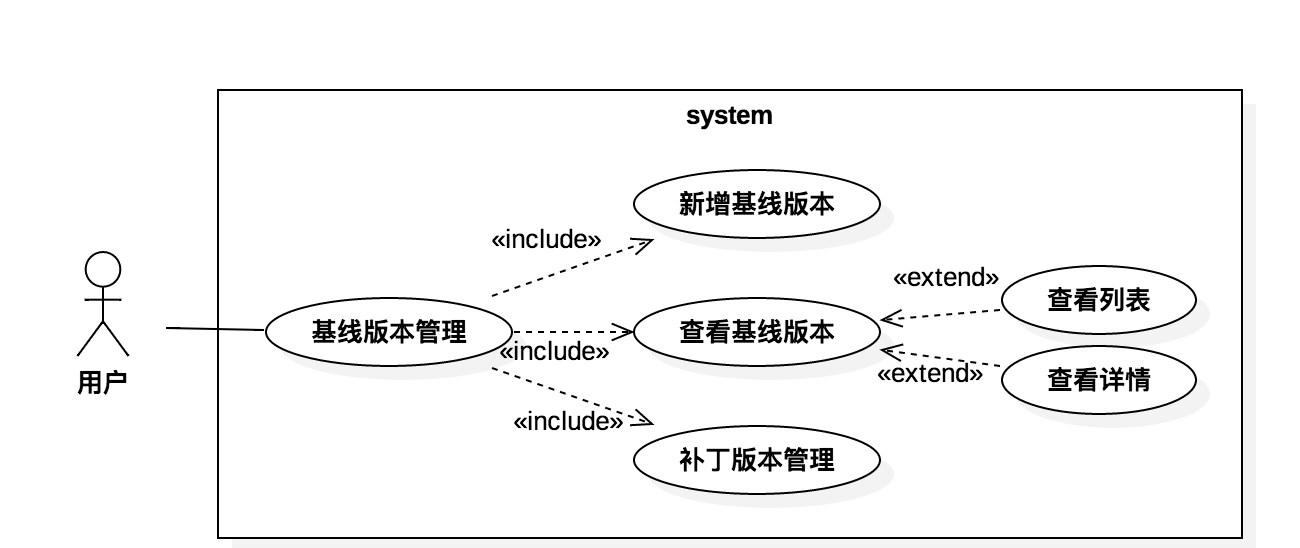 system
新增基线版本
«include»
«extend»
查看列表
基线版本管理
查看基线版本
«include»
«extend»
查看详情
用户
«include»
补丁版本管理